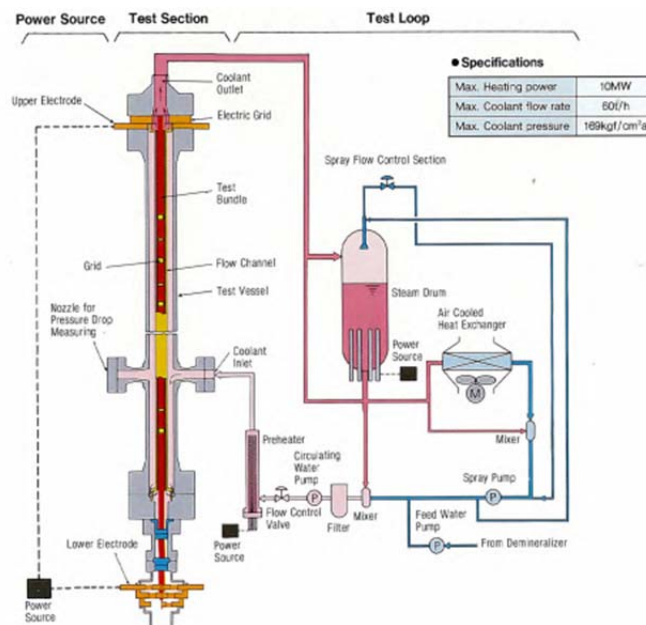 Power Source
Test Section
Test Loop
Coolant
Outlet
Upper Electrode
Electric Grid
● Specifications
Max. Heating power 10MW
Max. Coolant flow rate 60t/h
Max. Coolant pressure 169kgf/cm²a
Spray Flow Control Section
Test
Bundle
Grid
Flow Channel
Test Vessel
Steam Drum
Nozzle for
Pressure Drop
Measuring
Air Cooled
Heat Exchanger
Coolant
Inlet
Power
Source
M
Mixer
Preheater
Circulating
Water
Pump
Spray Pump
P
P
Flow Control
Valve
Filter
Mixer
Feed Water
Pump
P
From Demineralizer
Power
Source
Lower Electrode
Power
Source